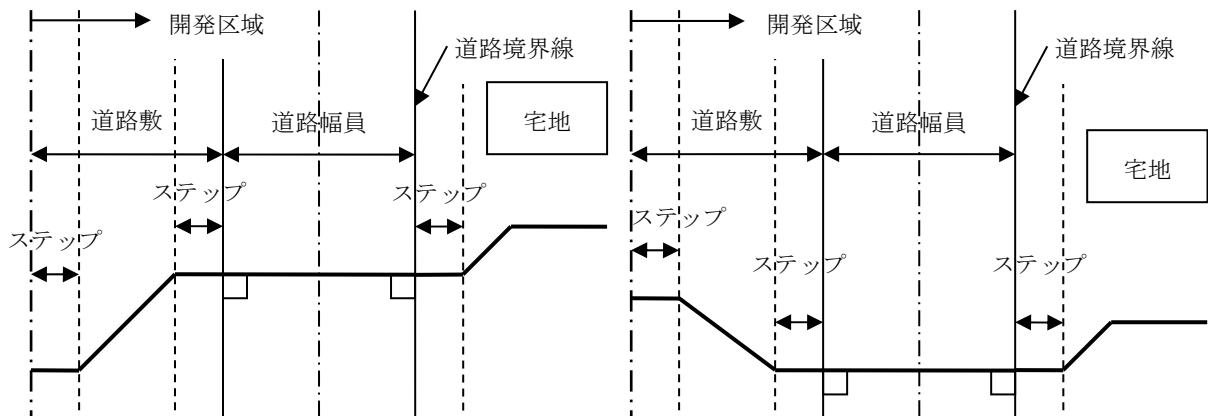 開発区域
道路境界線
道路敷
道路幅員
宅地
ステップ
ステップ
ステップ
開発区域
道路境界線
道路敷
道路幅員
宅地
ステップ
ステップ
ステップ